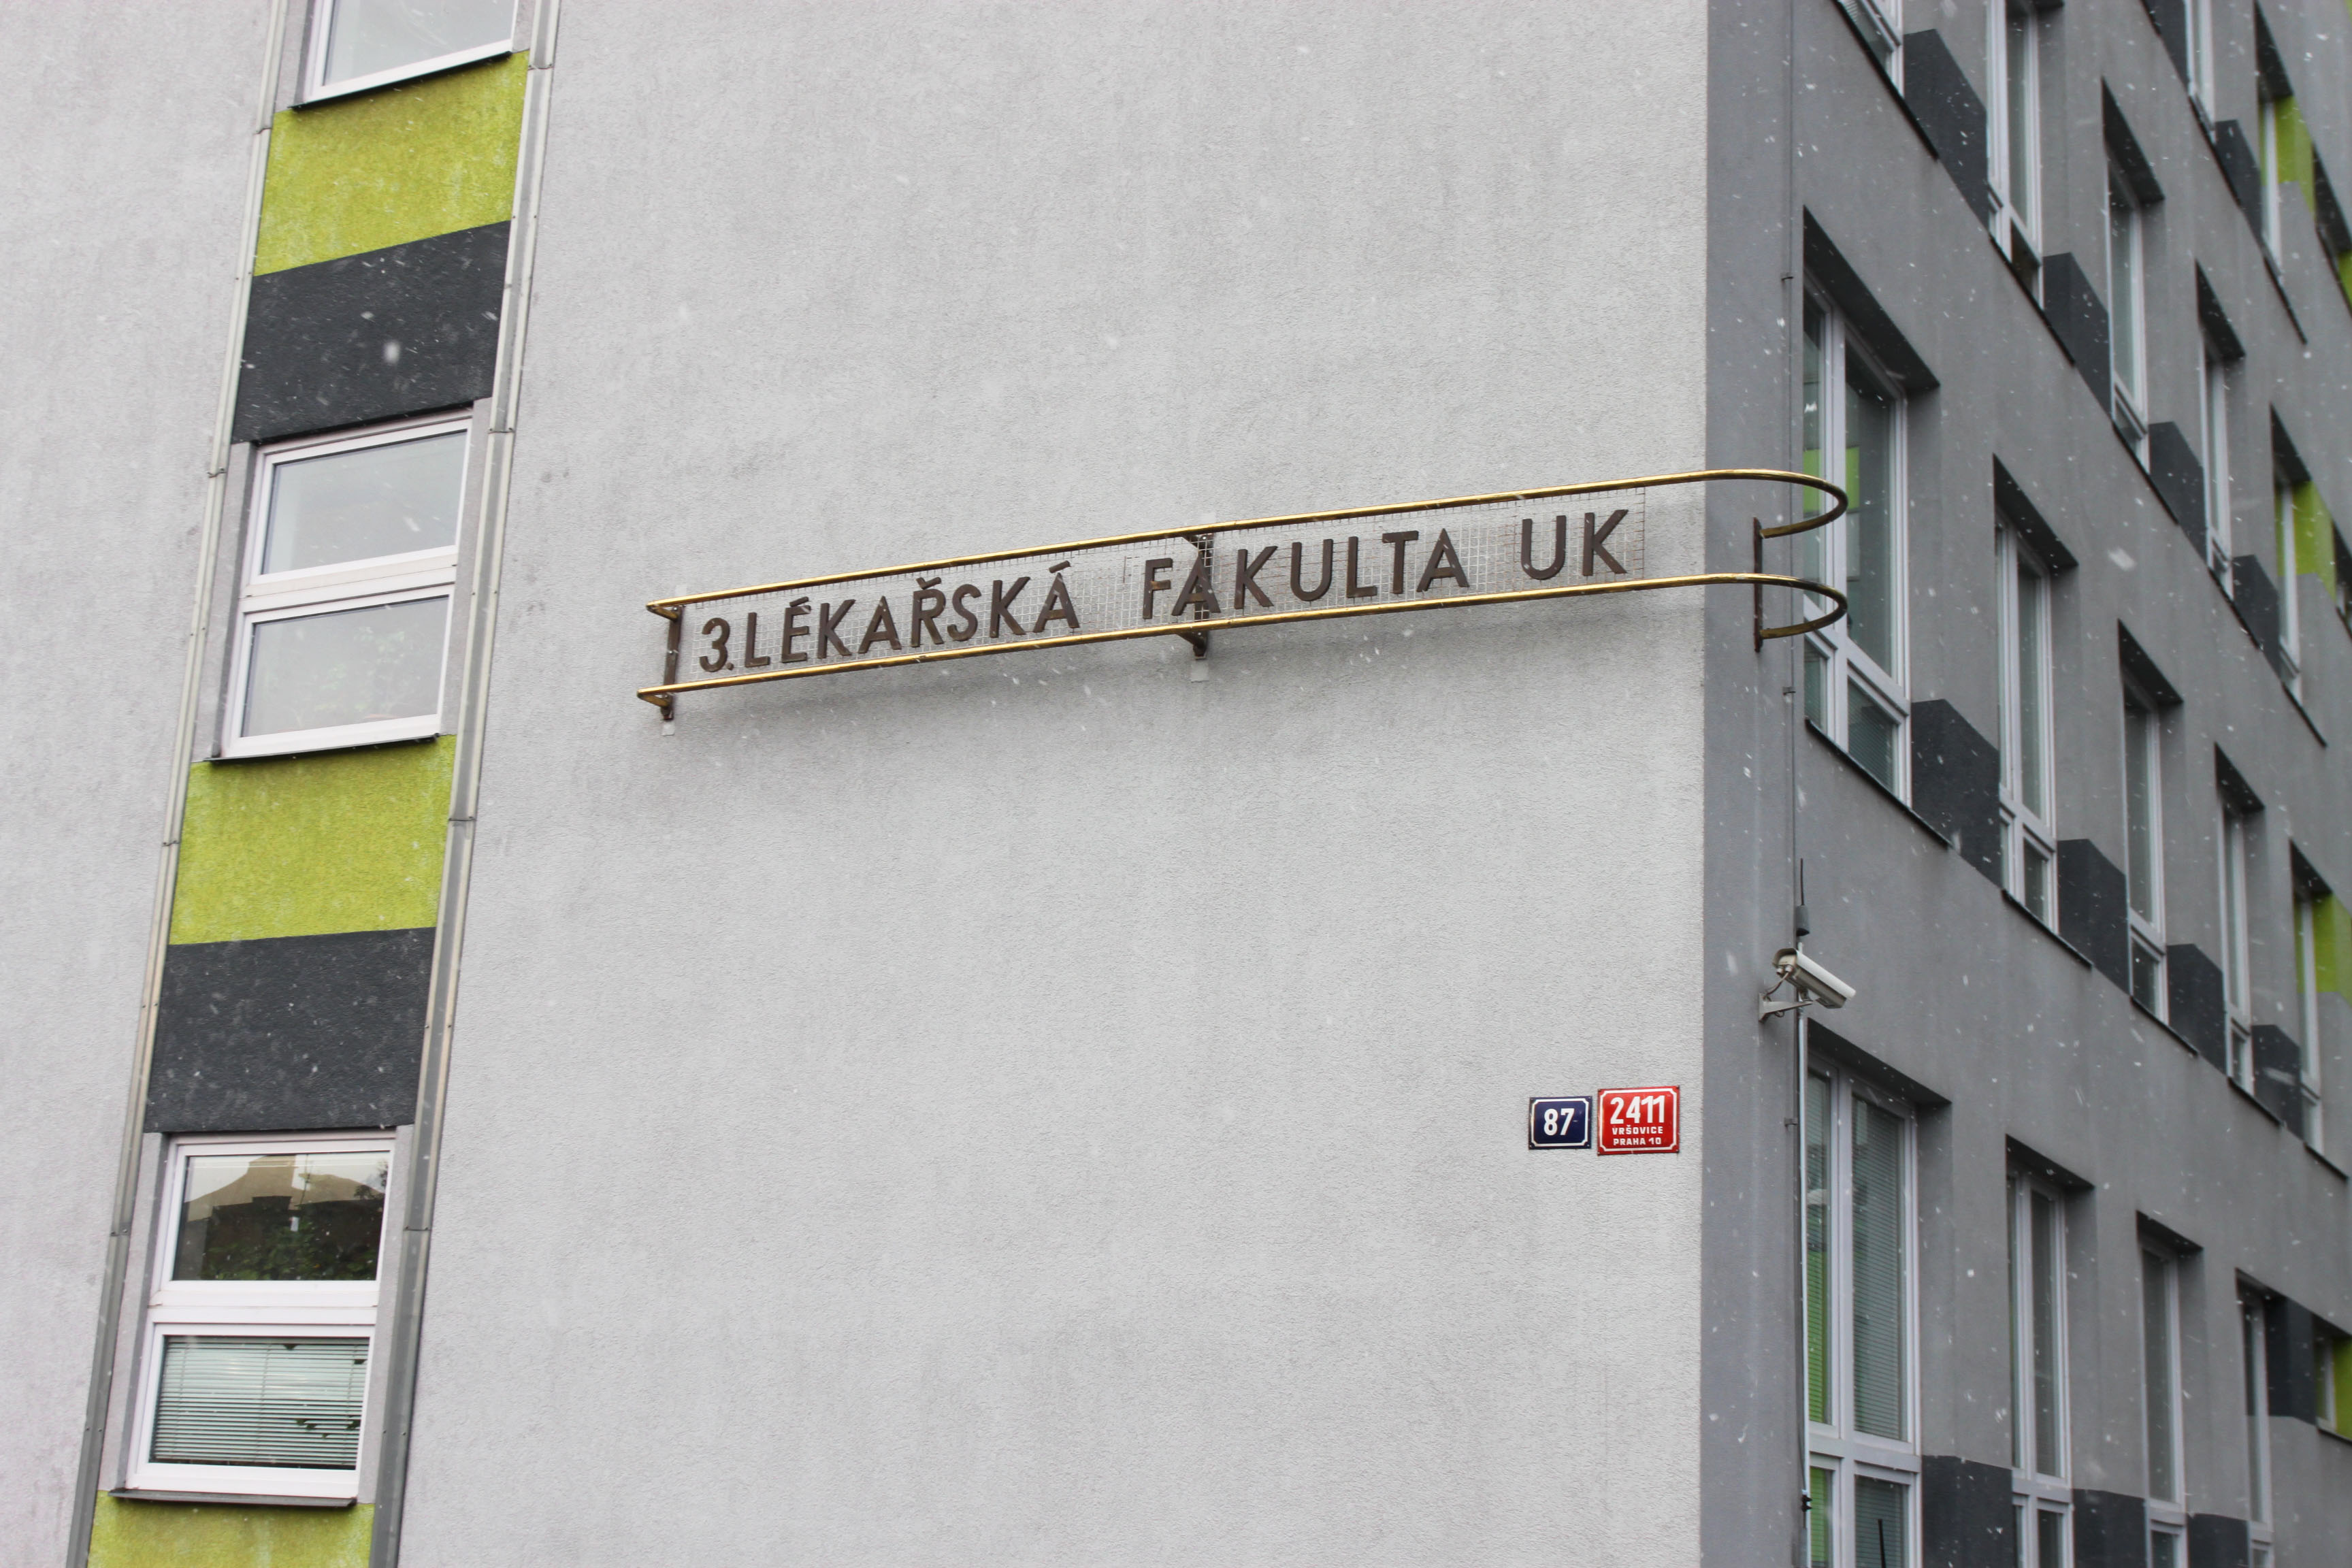 3. LÉKAŘSKÁ FAKULTA UK
87
2411
VRŠOVICE
PRAHA 10